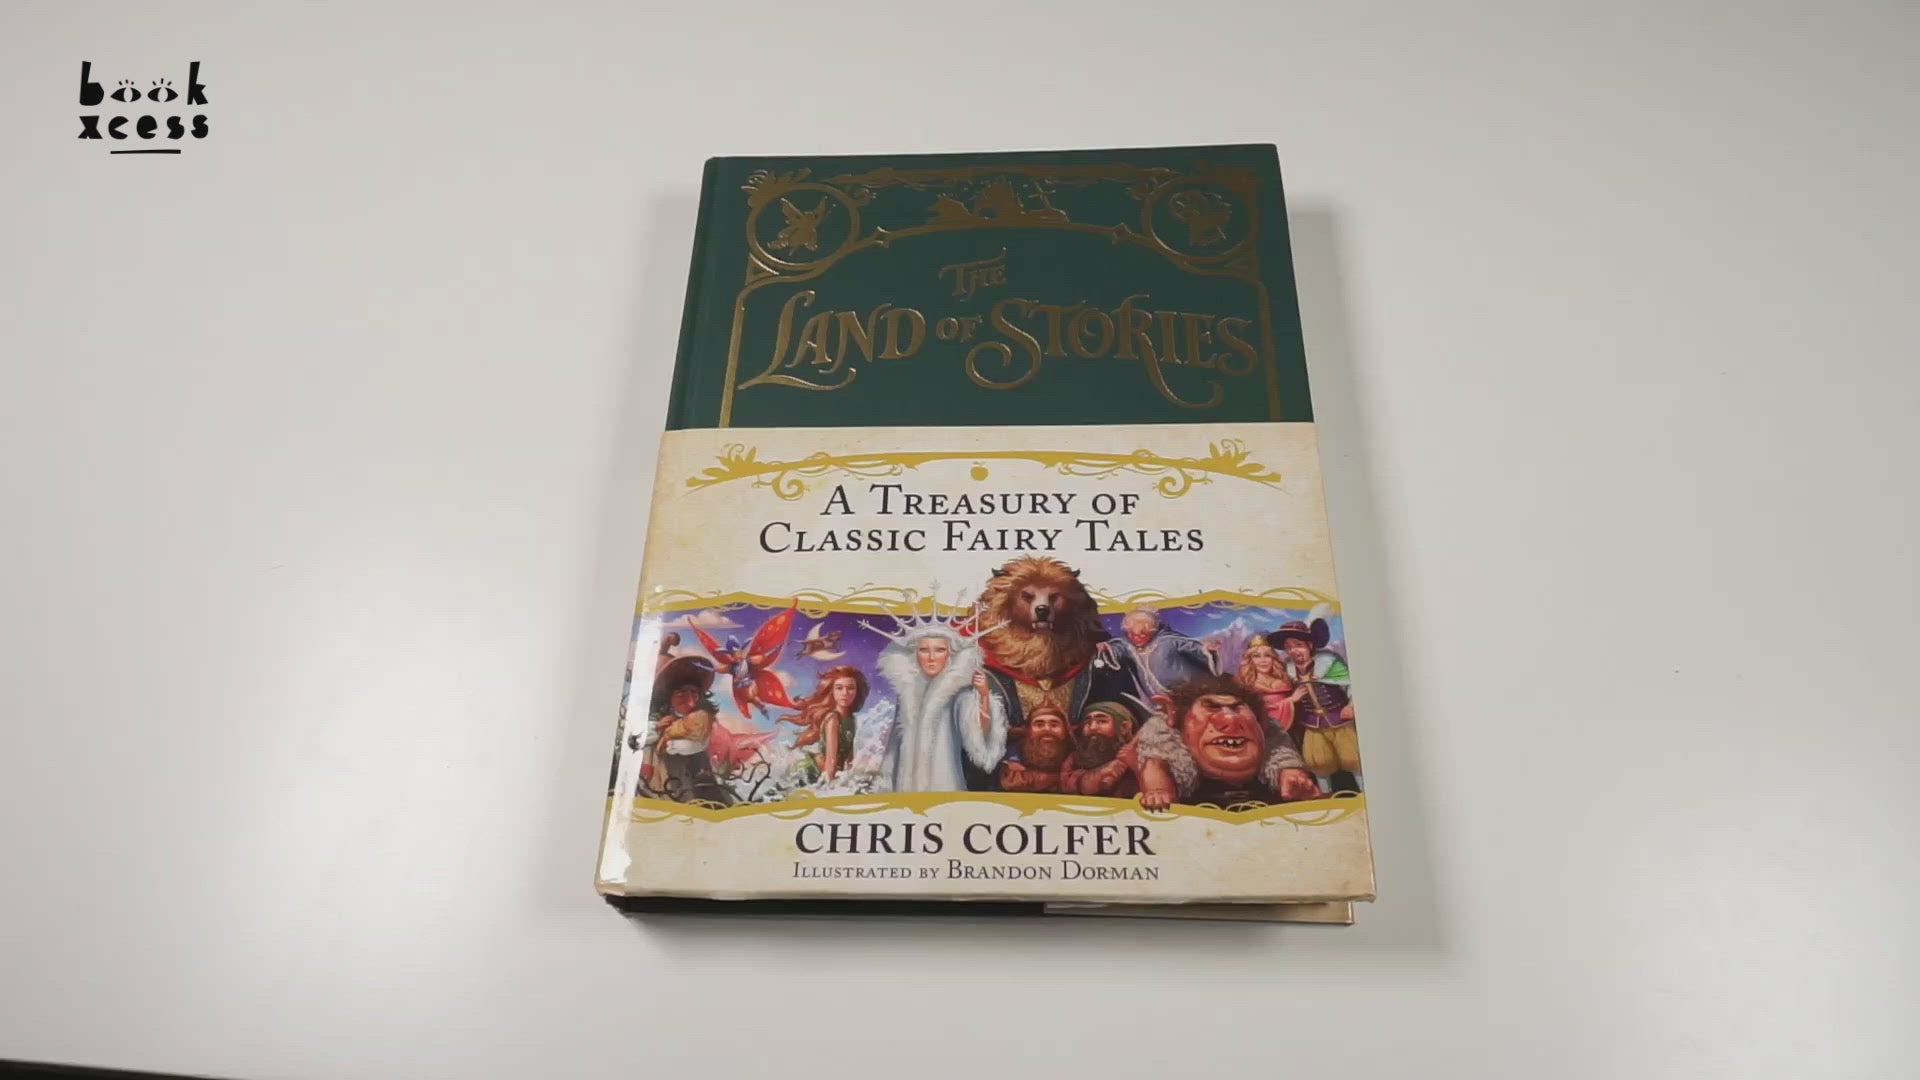 book
xcess
THE
LAND OF STORIES
A TREASURY OF
CLASSIC FAIRY TALES
CHRIS COLFER
ILLUSTRATED BY BRANDON DORMAN